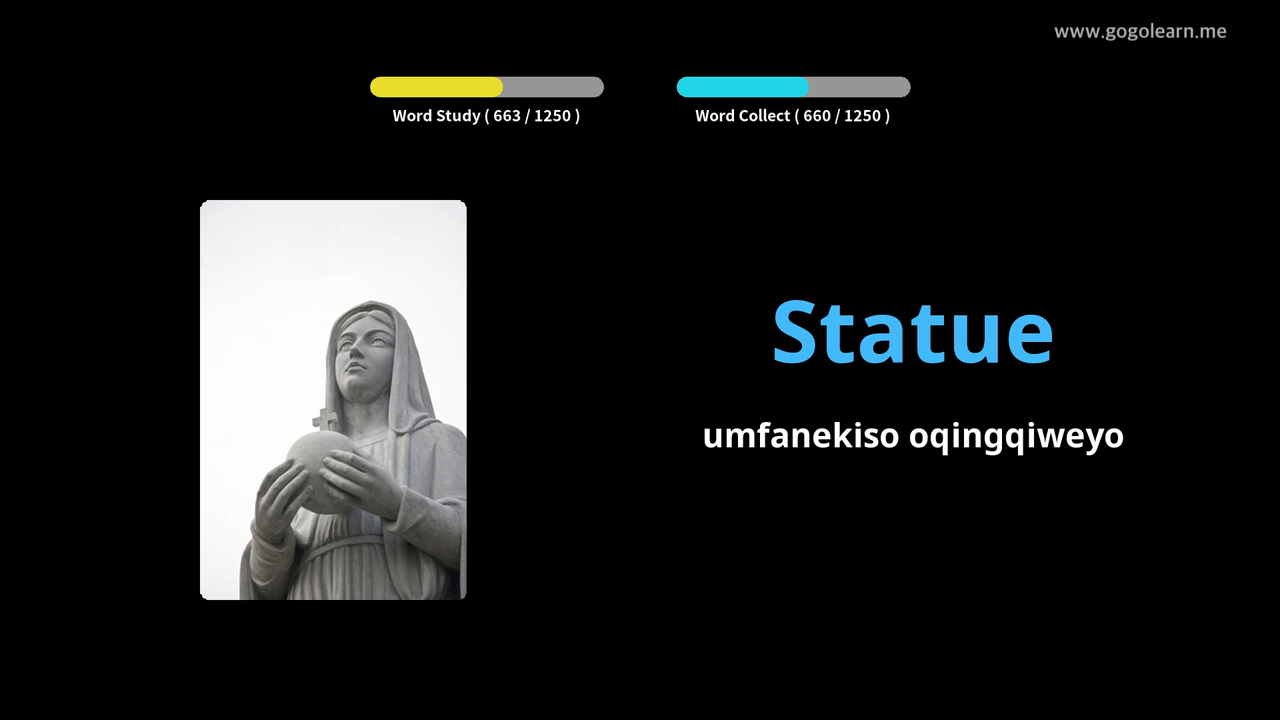 www.gogolearn.me
Word Study ( 663 / 1250 )
Word Collect ( 660 / 1250 )
Statue
umfanekiso oqingqiweyo